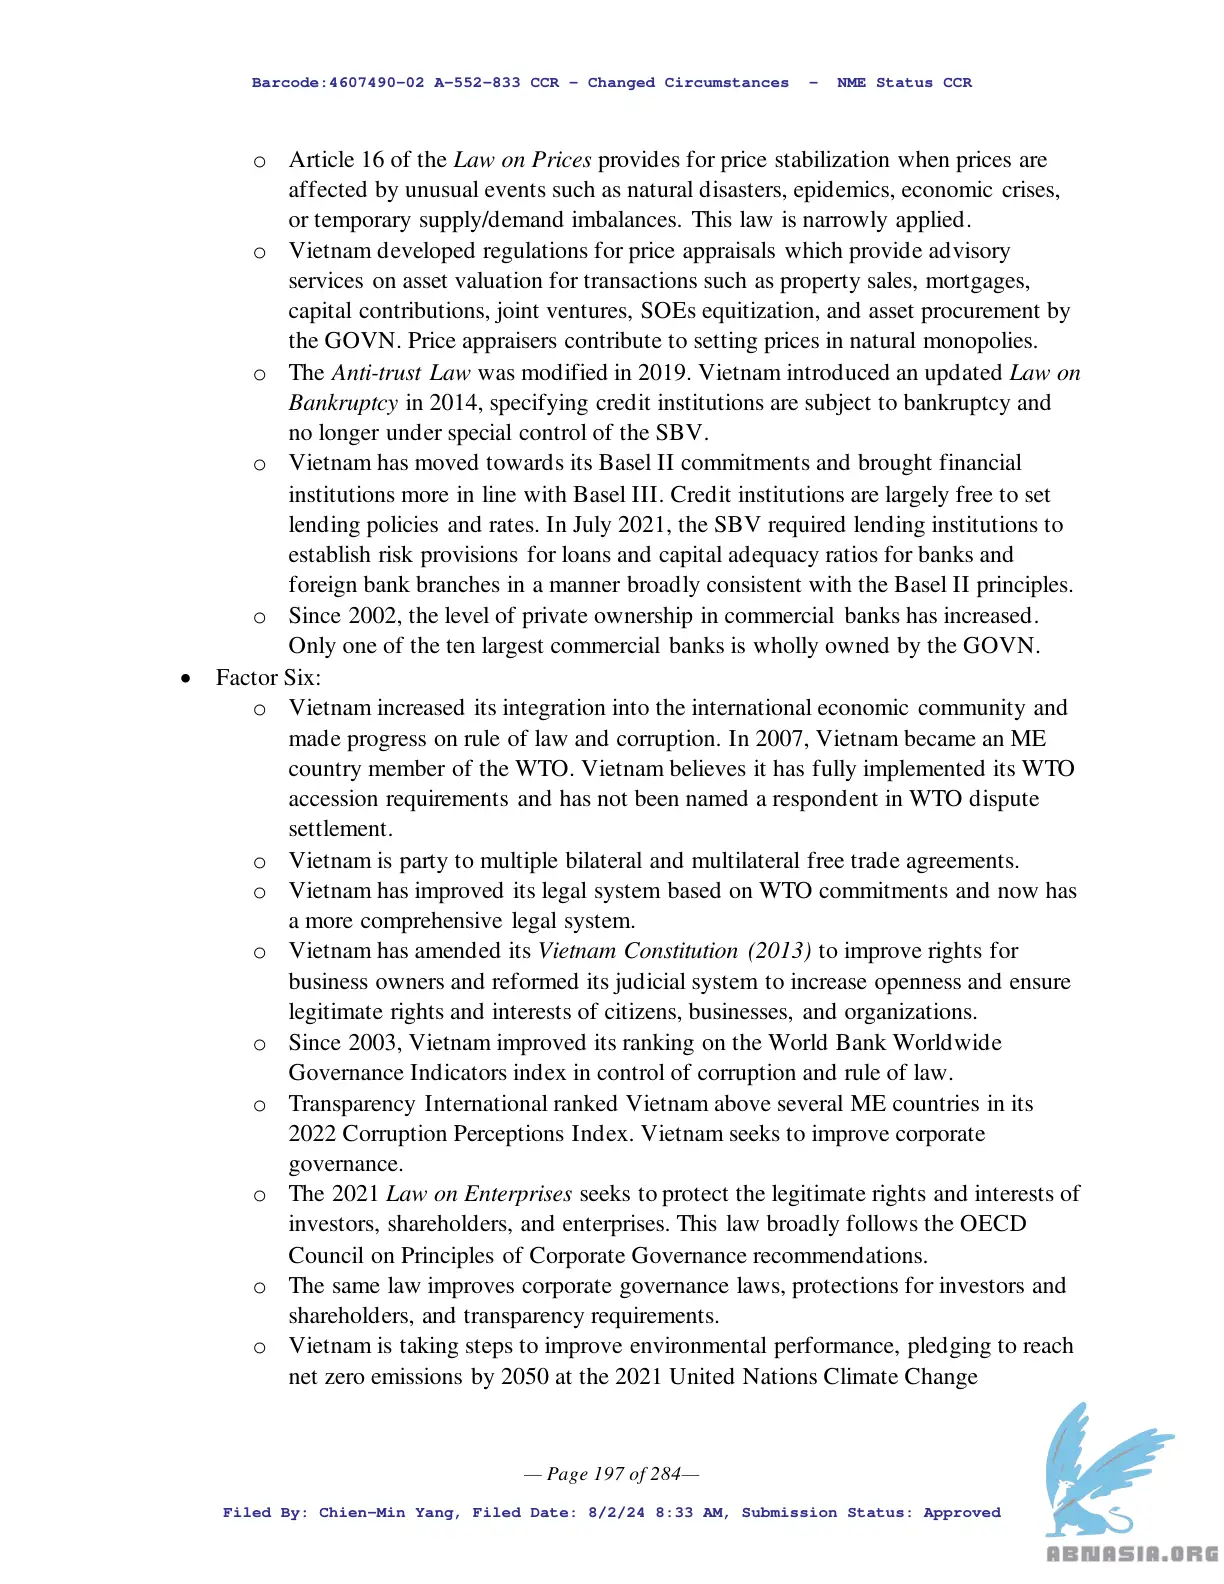 Barcode:4607490-02 A-552-833 CCR - Changed Circumstances - NME Status CCR
o Article 16 of the Law on Prices provides for price stabilization when prices are
affected by unusual events such as natural disasters, epidemics, economic crises,
or temporary supply/demand imbalances. This law is narrowly applied.
o Vietnam developed regulations for price appraisals which provide advisory
services on asset valuation for transactions such as property sales, mortgages,
capital contributions, joint ventures, SOEs equitization, and asset procurement by
the GOVN. Price appraisers contribute to setting prices in natural monopolies.
o The Anti-trust Law was modified in 2019. Vietnam introduced an updated Law on
Bankruptcy in 2014, specifying credit institutions are subject to bankruptcy and
no longer under special control of the SBV.
o Vietnam has moved towards its Basel II commitments and brought financial
institutions more in line with Basel III. Credit institutions are largely free to set
lending policies and rates. In July 2021, the SBV required lending institutions to
establish risk provisions for loans and capital adequacy ratios for banks and
foreign bank branches in a manner broadly consistent with the Basel II principles.
o Since 2002, the level of private ownership in commercial banks has increased.
Only one of the ten largest commercial banks is wholly owned by the GOVN.
• Factor Six:
o Vietnam increased its integration into the international economic community and
made progress on rule of law and corruption. In 2007, Vietnam became an ME
country member of the WTO. Vietnam believes it has fully implemented its WTO
accession requirements and has not been named a respondent in WTO dispute
settlement.
o Vietnam is party to multiple bilateral and multilateral free trade agreements.
o Vietnam has improved its legal system based on WTO commitments and now has
a more comprehensive legal system.
o Vietnam has amended its Vietnam Constitution (2013) to improve rights for
business owners and reformed its judicial system to increase openness and ensure
legitimate rights and interests of citizens, businesses, and organizations.
o Since 2003, Vietnam improved its ranking on the World Bank Worldwide
Governance Indicators index in control of corruption and rule of law.
o Transparency International ranked Vietnam above several ME countries in its
2022 Corruption Perceptions Index. Vietnam seeks to improve corporate
governance.
o The 2021 Law on Enterprises seeks to protect the legitimate rights and interests of
investors, shareholders, and enterprises. This law broadly follows the OECD
Council on Principles of Corporate Governance recommendations.
o The same law improves corporate governance laws, protections for investors and
shareholders, and transparency requirements.
o Vietnam is taking steps to improve environmental performance, pledging to reach
net zero emissions by 2050 at the 2021 United Nations Climate Change
— Page 197 of 284—
Filed By: Chien-Min Yang, Filed Date: 8/2/24 8:33 AM, Submission Status: Approved
ABNASIA.ORG